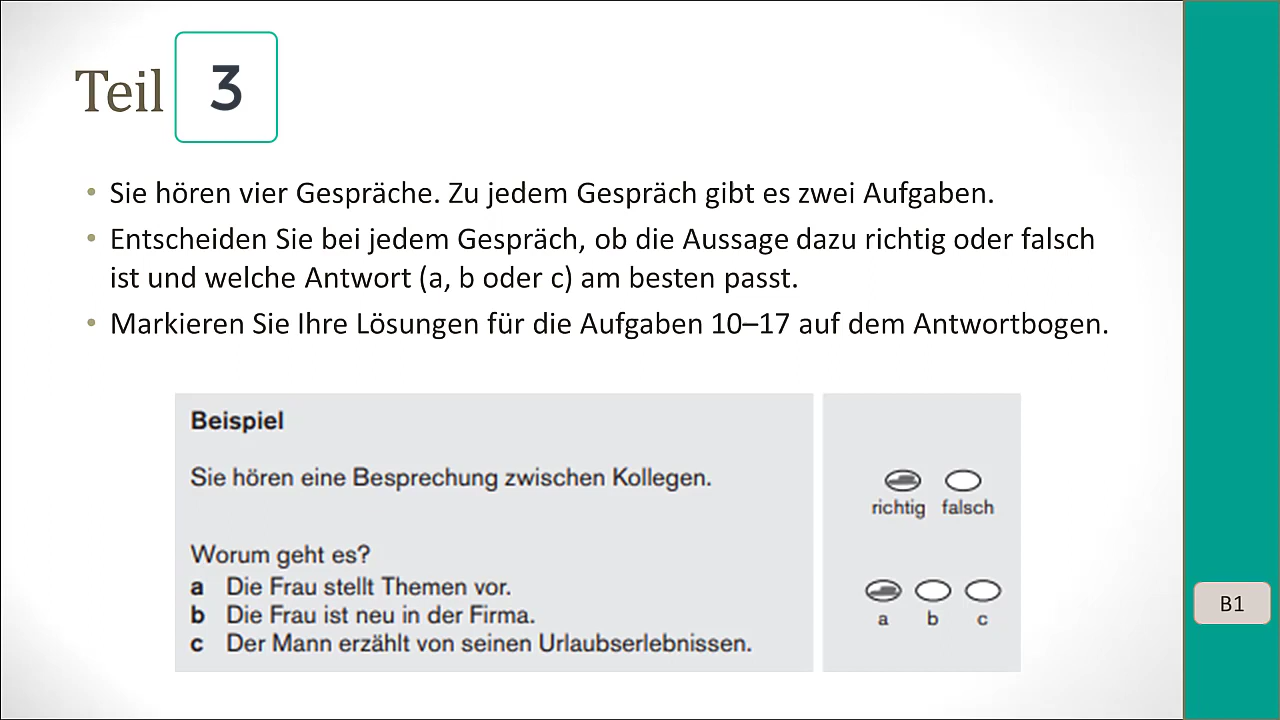 Teil 3
• Sie hören vier Gespräche. Zu jedem Gespräch gibt es zwei Aufgaben.
• Entscheiden Sie bei jedem Gespräch, ob die Aussage dazu richtig oder falsch
ist und welche Antwort (a, b oder c) am besten passt.
• Markieren Sie Ihre Lösungen für die Aufgaben 10–17 auf dem Antwortbogen.
Beispiel
Sie hören eine Besprechung zwischen Kollegen.
richtig falsch
Worum geht es?
a Die Frau stellt Themen vor.
b Die Frau ist neu in der Firma.
c Der Mann erzählt von seinen Urlaubserlebnissen.
a b c
B1